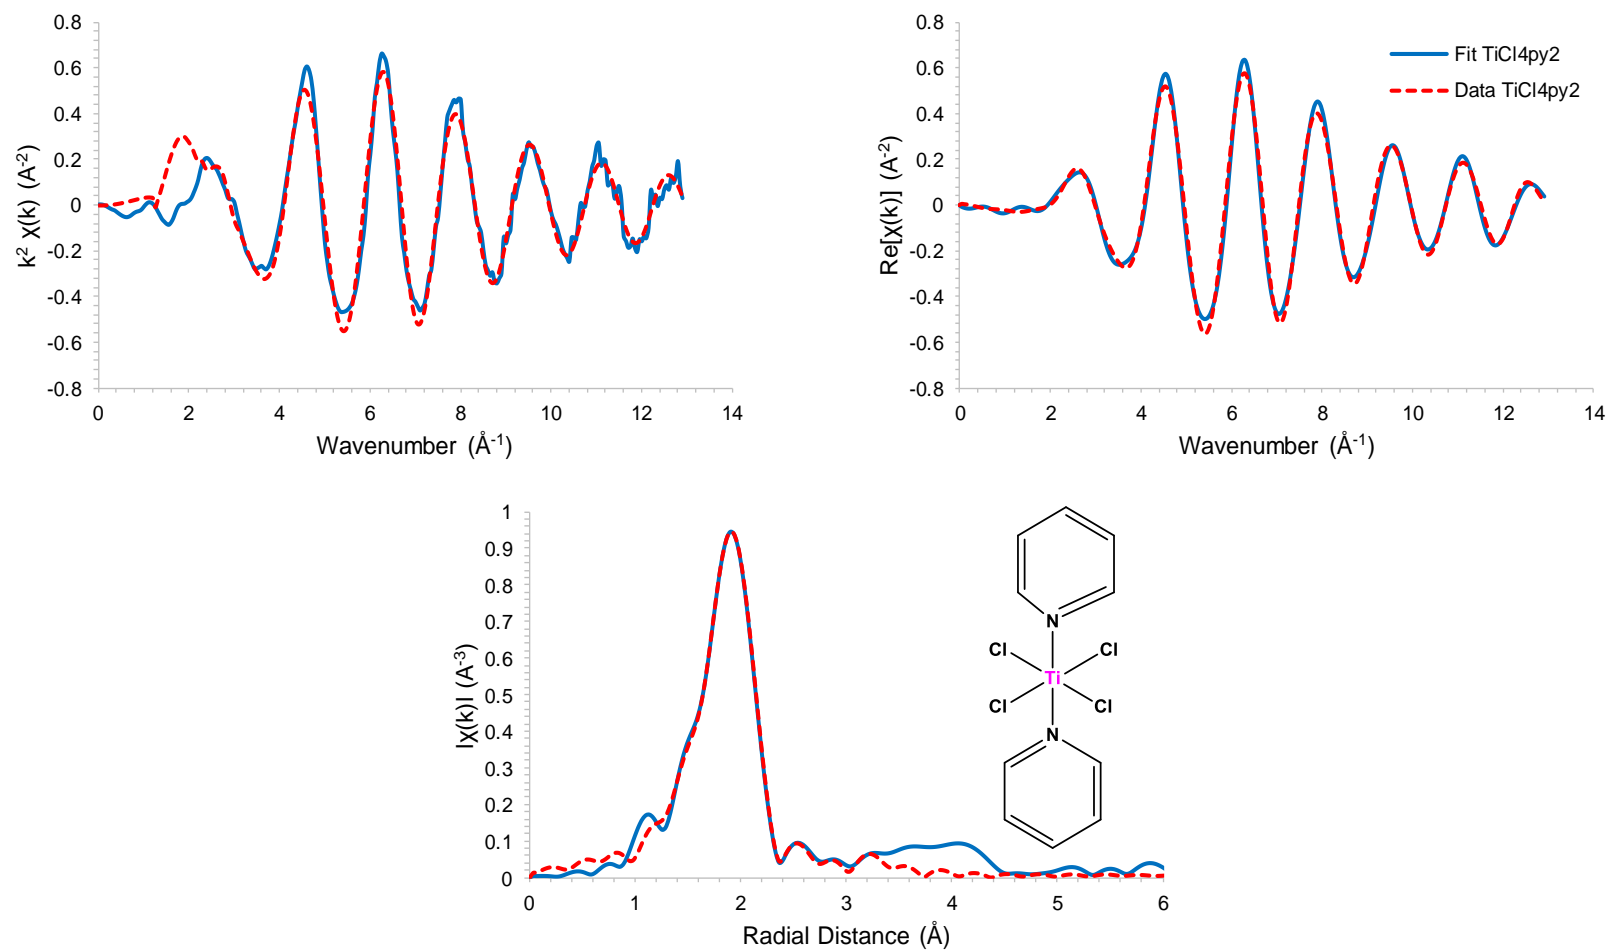 0.8
0.6
0.4
0.2
0
-0.2
-0.4
-0.6
-0.8
k² χ(k) (A⁻²)
0 2 4 6 8 10 12 14
Wavenumber (Å⁻¹)
0.8
0.6
0.4
0.2
0
-0.2
-0.4
-0.6
-0.8
Re[χ(k)] (A⁻²)
0 2 4 6 8 10 12 14
Wavenumber (Å⁻¹)
Fit TiCl4py2
Data TiCl4py2
1
0.9
0.8
0.7
0.6
0.5
0.4
0.3
0.2
0.1
0
|χ(k)| (A⁻³)
0 1 2 3 4 5 6
Radial Distance (Å)
N
Cl Cl
Ti
Cl Cl
N